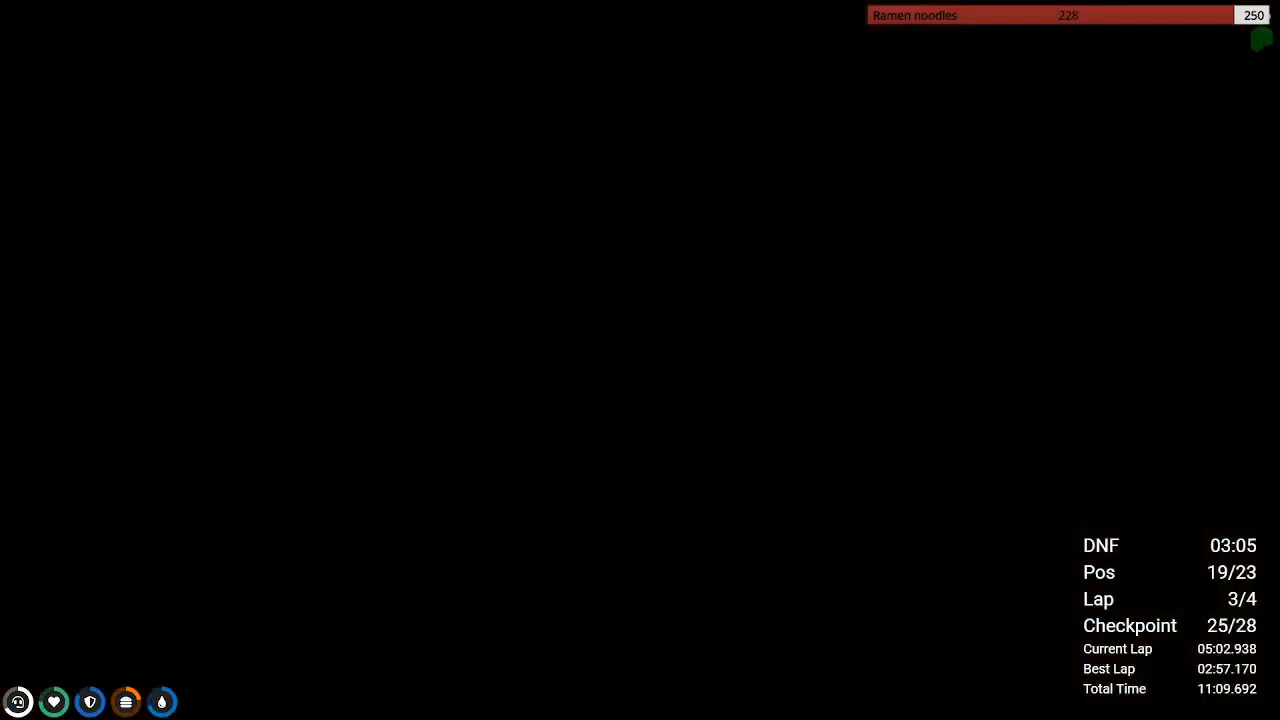 Ramen noodles 228 250
DNF 03:05
Pos 19/23
Lap 3/4
Checkpoint 25/28
Current Lap 05:02.938
Best Lap 02:57.170
Total Time 11:09.692